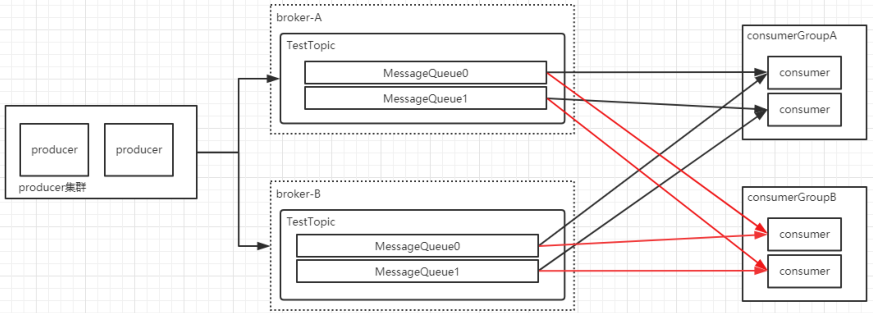 producer
producer
producer集群
broker-A
TestTopic
MessageQueue0
MessageQueue1
broker-B
TestTopic
MessageQueue0
MessageQueue1
consumerGroupA
consumer
consumer
consumerGroupB
consumer
consumer